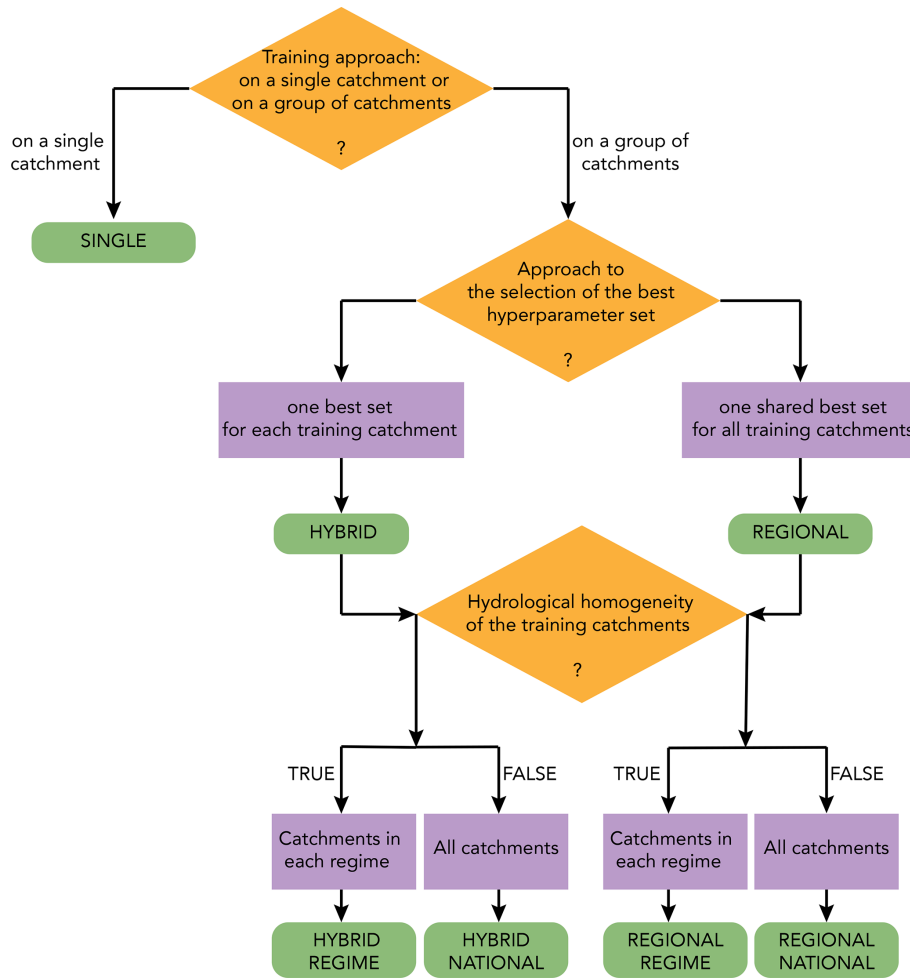 Training approach:
on a single catchment or
on a group of catchments
?
on a single
catchment
on a group of
catchments
SINGLE
Approach to
the selection of the best
hyperparameter set
?
one best set
for each training catchment
one shared best set
for all training catchments
HYBRID
REGIONAL
Hydrological homogeneity
of the training catchments
?
TRUE
FALSE
TRUE
FALSE
Catchments in
each regime
All catchments
Catchments in
each regime
All catchments
HYBRID
REGIME
HYBRID
NATIONAL
REGIONAL
REGIME
REGIONAL
NATIONAL